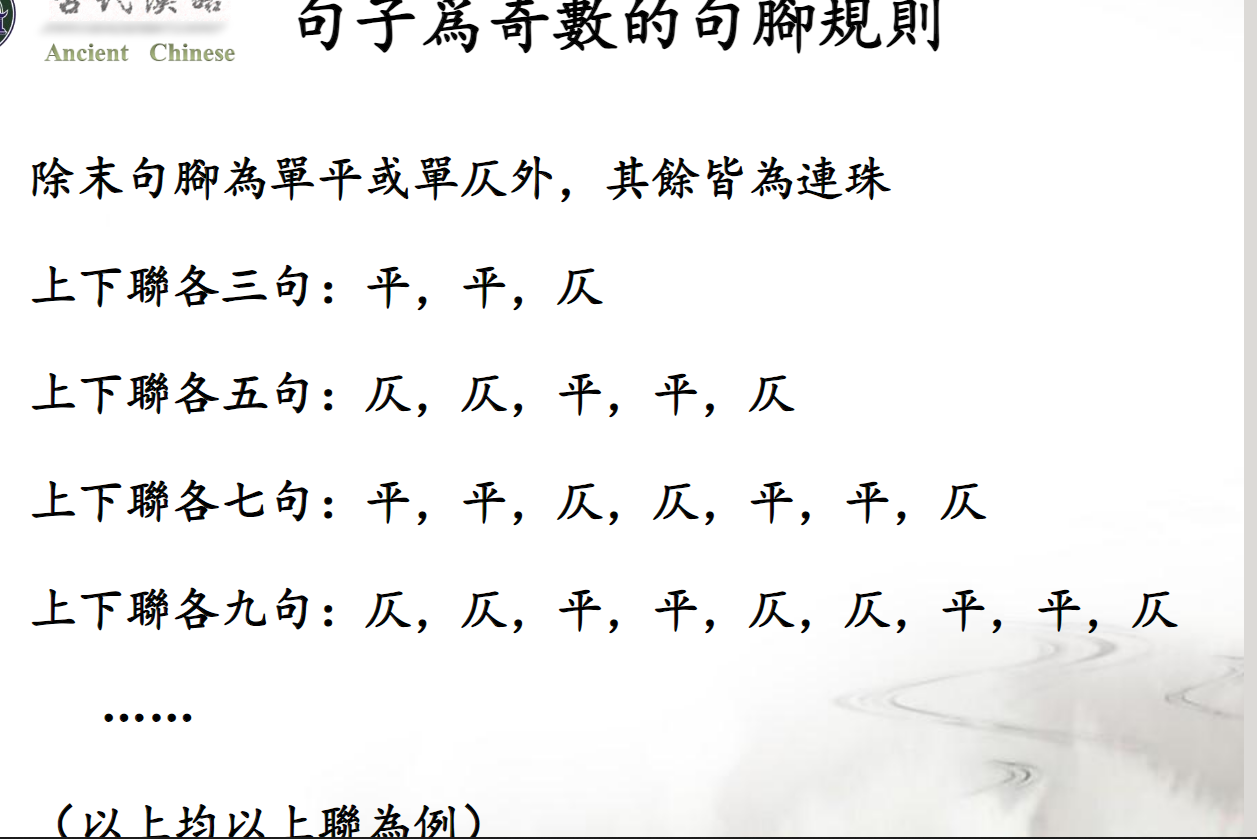 古代漢語
Ancient Chinese
句子爲奇數的句腳規則
除末句腳為單平或單仄外，其餘皆為連珠
上下聯各三句：平，平，仄
上下聯各五句：仄，仄，平，平，仄
上下聯各七句：平，平，仄，仄，平，平，仄
上下聯各九句：仄，仄，平，平，仄，仄，平，平，仄
……
（以上均以上聯為例）